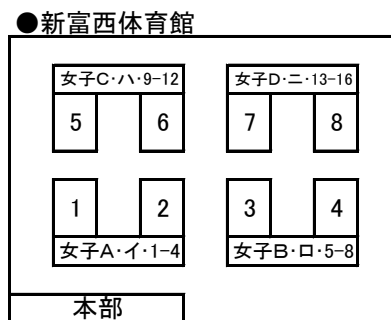 ●新富西体育館
女子C・ハ・9-12 女子D・ニ・13-16
5 6 7 8
1 2 3 4
女子A・イ・1-4 女子B・ロ・5-8
本部